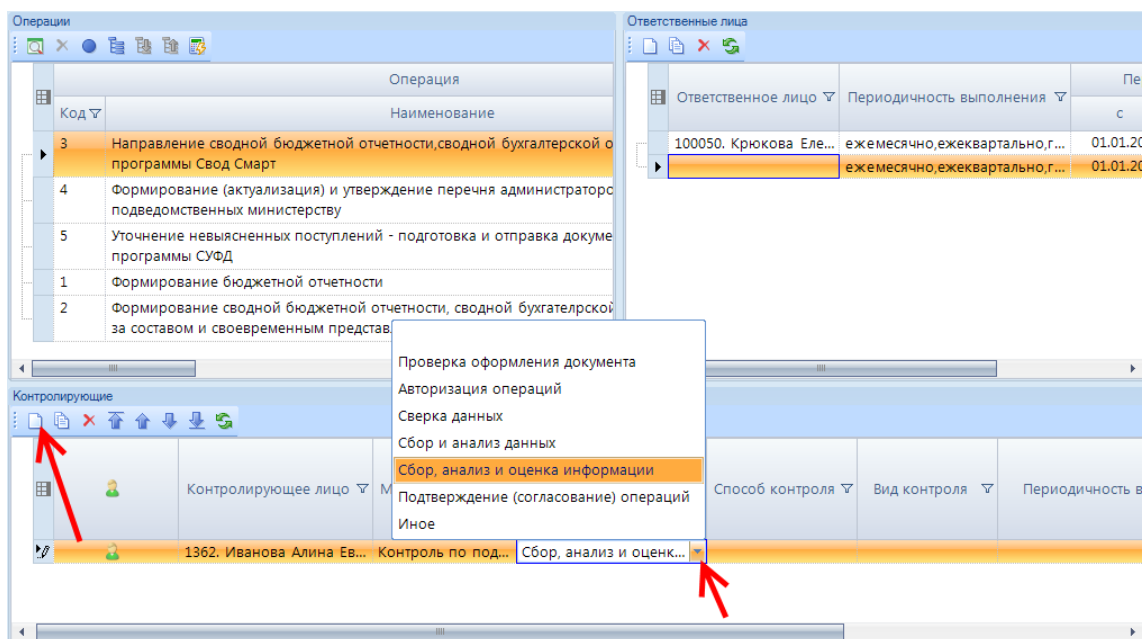 Операции
Ответственные лица
Операция
Код
Наименование
Ответственное лицо
Периодичность выполнения
Пе
с
3 Направление сводной бюджетной отчетности,сводной бухгалтерской о
программы Свод Смарт
4 Формирование (актуализация) и утверждение перечня администраторо
подведомственных министерству
5 Уточнение невыясненных поступлений - подготовка и отправка докуме
программы СУФД
1 Формирование бюджетной отчетности
2 Формирование сводной бюджетной отчетности, сводной бухгателрской
за составом и своевременным представ
100050. Крюкова Еле... ежемесячно,ежеквартально,г... 01.01.20
ежемесячно,ежеквартально,г... 01.01.20
Контролирующие
Проверка оформления документа
Авторизация операций
Сверка данных
Сбор и анализ данных
Сбор, анализ и оценка информации
Подтверждение (согласование) операций
Иное
Контролирующее лицо
М
Способ контроля
Вид контроля
Периодичность в
1362. Иванова Алина Ев... Контроль по под... Сбор, анализ и оценк...